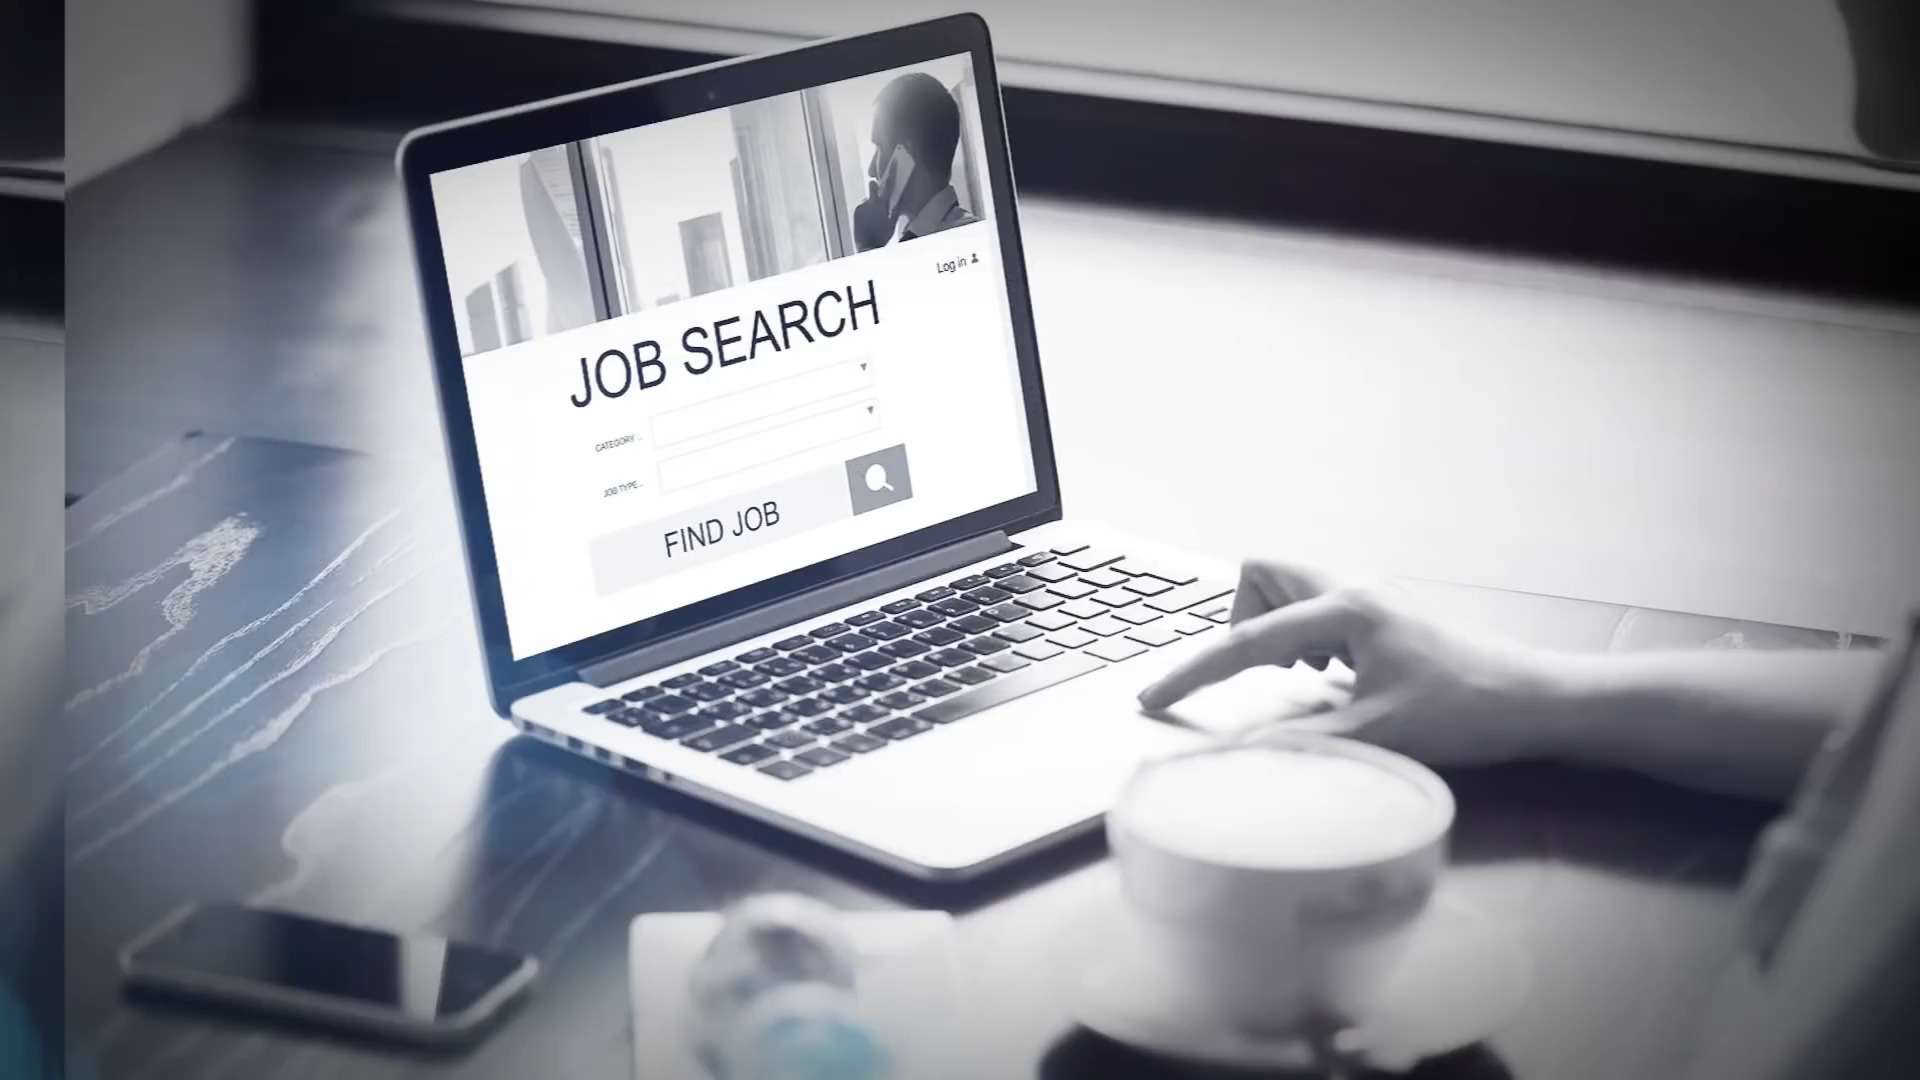 Log in
JOB SEARCH
CATEGORY ...
JOB TYPE...
FIND JOB